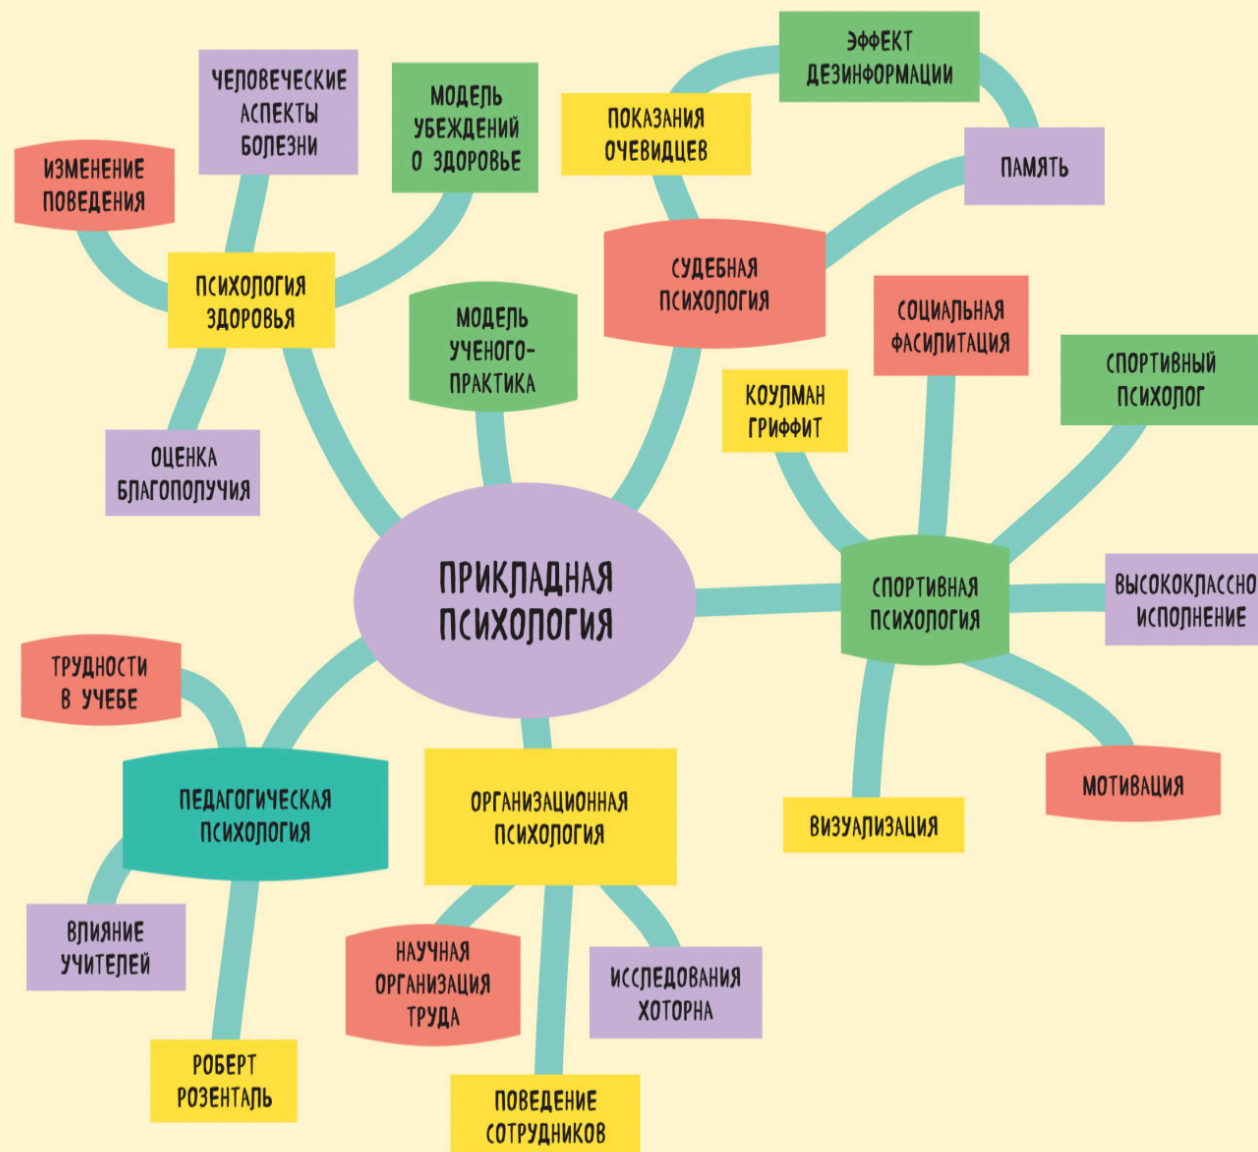 ЭФФЕКТ
ДЕЗИНФОРМАЦИИ
ЧЕЛОВЕЧЕСКИЕ
АСПЕКТЫ
БОЛЕЗНИ
МОДЕЛЬ
УБЕЖДЕНИЙ
О ЗДОРОВЬЕ
ПОКАЗАНИЯ
ОЧЕВИДЦЕВ
ПАМЯТЬ
ИЗМЕНЕНИЕ
ПОВЕДЕНИЯ
ПСИХОЛОГИЯ
ЗДОРОВЬЯ
СУДЕБНАЯ
ПСИХОЛОГИЯ
МОДЕЛЬ
УЧЕНОГО-
ПРАКТИКА
СОЦИАЛЬНАЯ
ФАСИЛИТАЦИЯ
СПОРТИВНЫЙ
ПСИХОЛОГ
КОУЛМАН
ГРИФФИТ
ОЦЕНКА
БЛАГОПОЛУЧИЯ
ПРИКЛАДНАЯ
ПСИХОЛОГИЯ
СПОРТИВНАЯ
ПСИХОЛОГИЯ
ВЫСОКОКЛАССНО
ИСПОЛНЕНИЕ
ТРУДНОСТИ
В УЧЕБЕ
ПЕДАГОГИЧЕСКАЯ
ПСИХОЛОГИЯ
ОРГАНИЗАЦИОННАЯ
ПСИХОЛОГИЯ
ВИЗУАЛИЗАЦИЯ
МОТИВАЦИЯ
ВЛИЯНИЕ
УЧИТЕЛЕЙ
НАУЧНАЯ
ОРГАНИЗАЦИЯ
ТРУДА
ИССЛЕДОВАНИЯ
ХОТОРНА
РОБЕРТ
РОЗЕНТАЛЬ
ПОВЕДЕНИЕ
СОТРУДНИКОВ